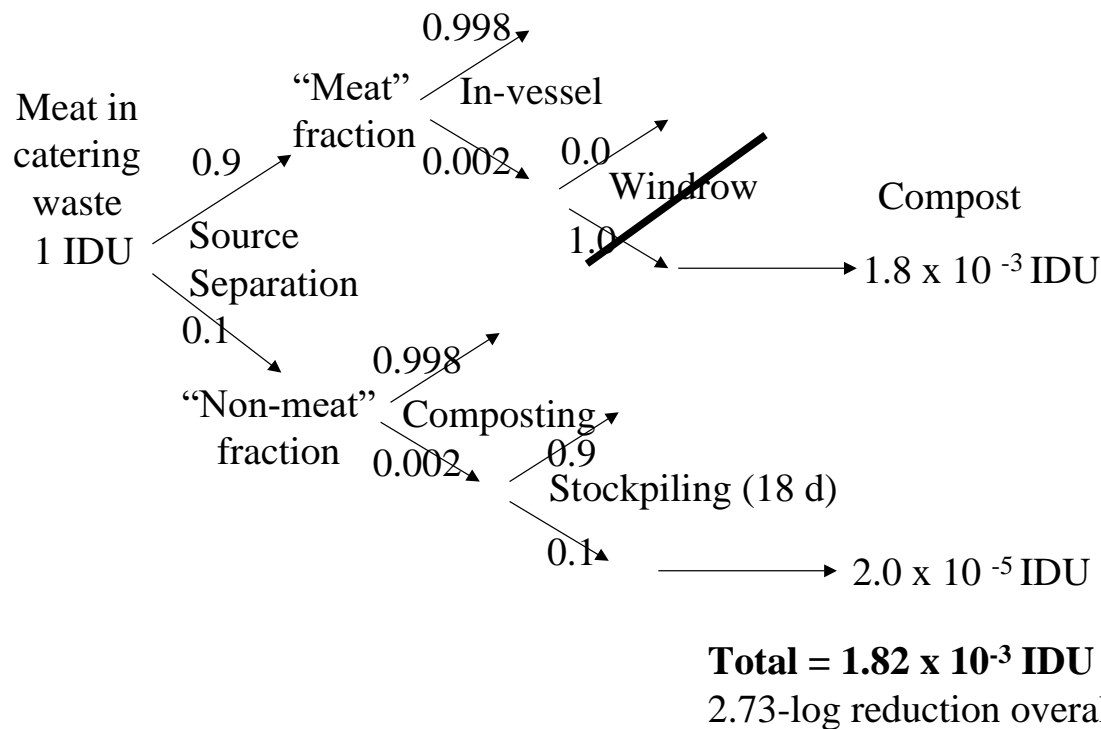 Meat in
catering
waste
1 IDU
0.9
Source
Separation
0.1
“Meat”
fraction
0.998
In-vessel
0.002
0.0
Windrow
1.0
Compost
1.8 x 10 -3 IDU
“Non-meat”
fraction
0.998
Composting
0.002
0.9
Stockpiling (18 d)
0.1
2.0 x 10 -5 IDU
Total = 1.82 x 10-3 IDU
2.73-log reduction overal